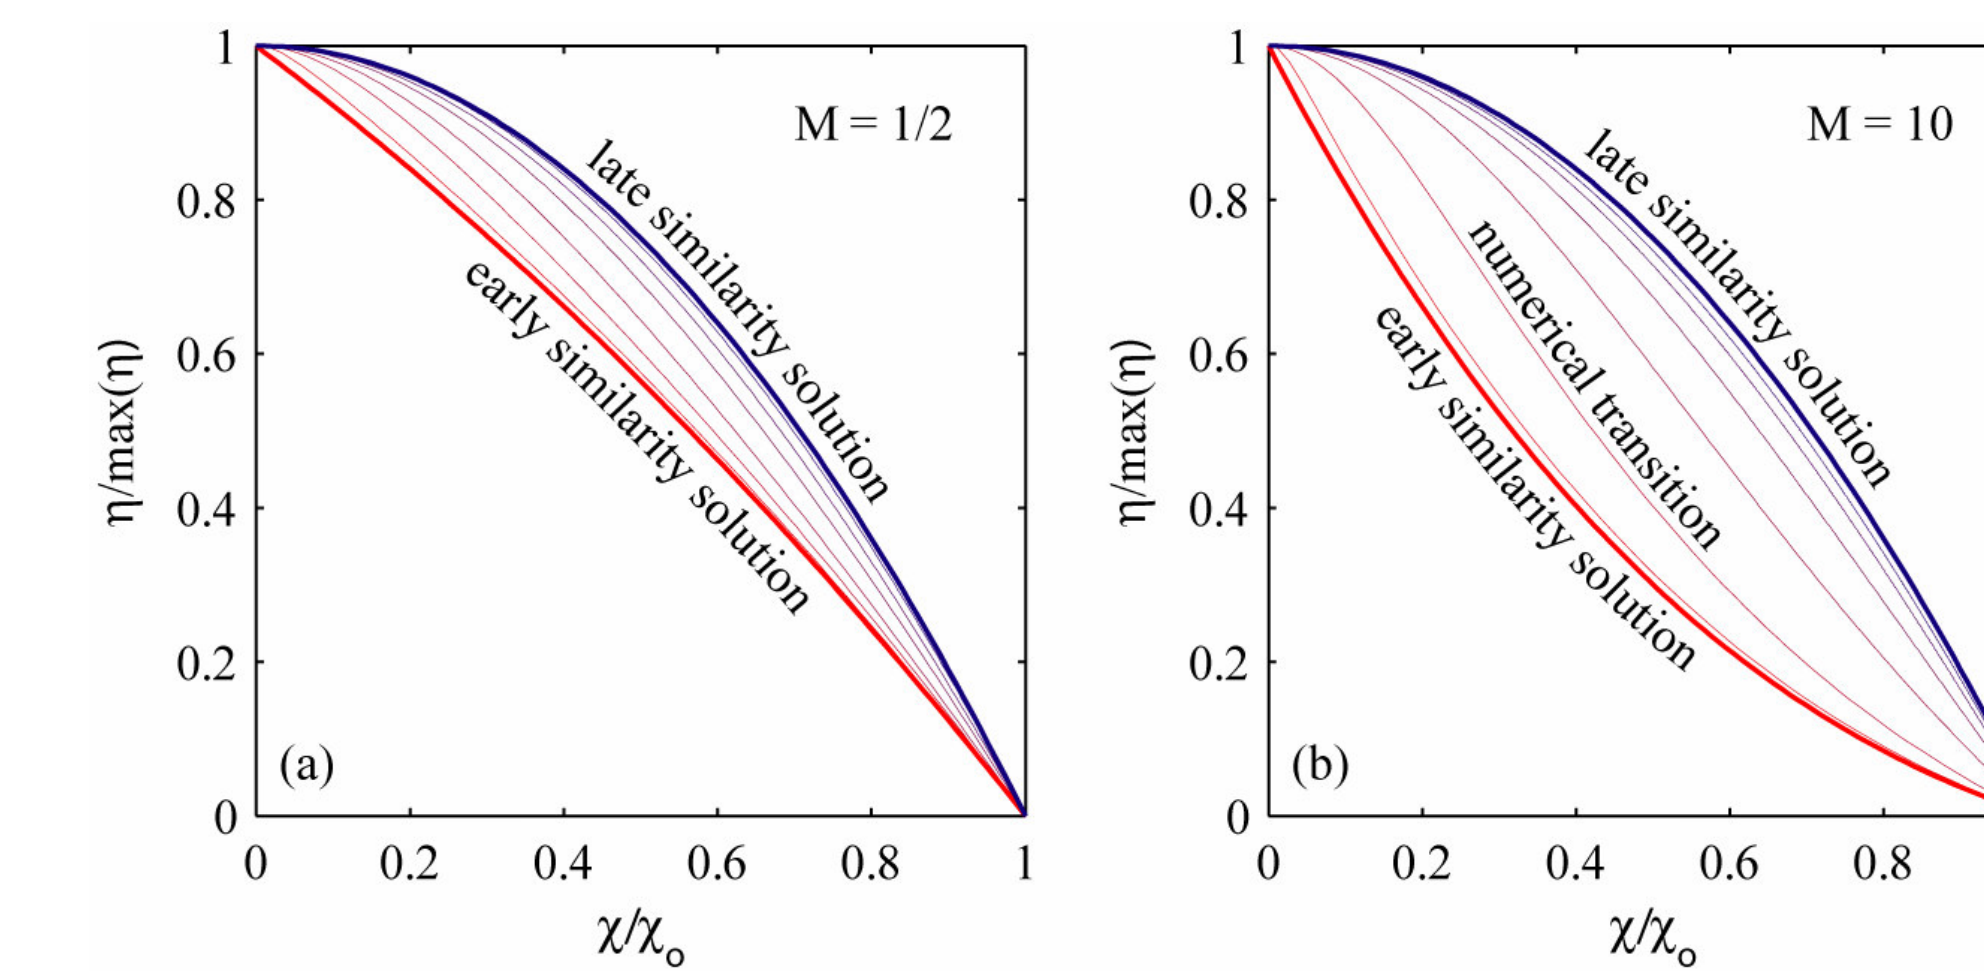 1
0.8
0.6
0.4
0.2
0
η/max(η)
M = 1/2
late similarity solution
early similarity solution
(a)
0 0.2 0.4 0.6 0.8 1
χ/χo
1
0.8
0.6
0.4
0.2
0
η/max(η)
M = 10
late similarity solution
numerical transition
early similarity solution
(b)
0 0.2 0.4 0.6 0.8
χ/χo